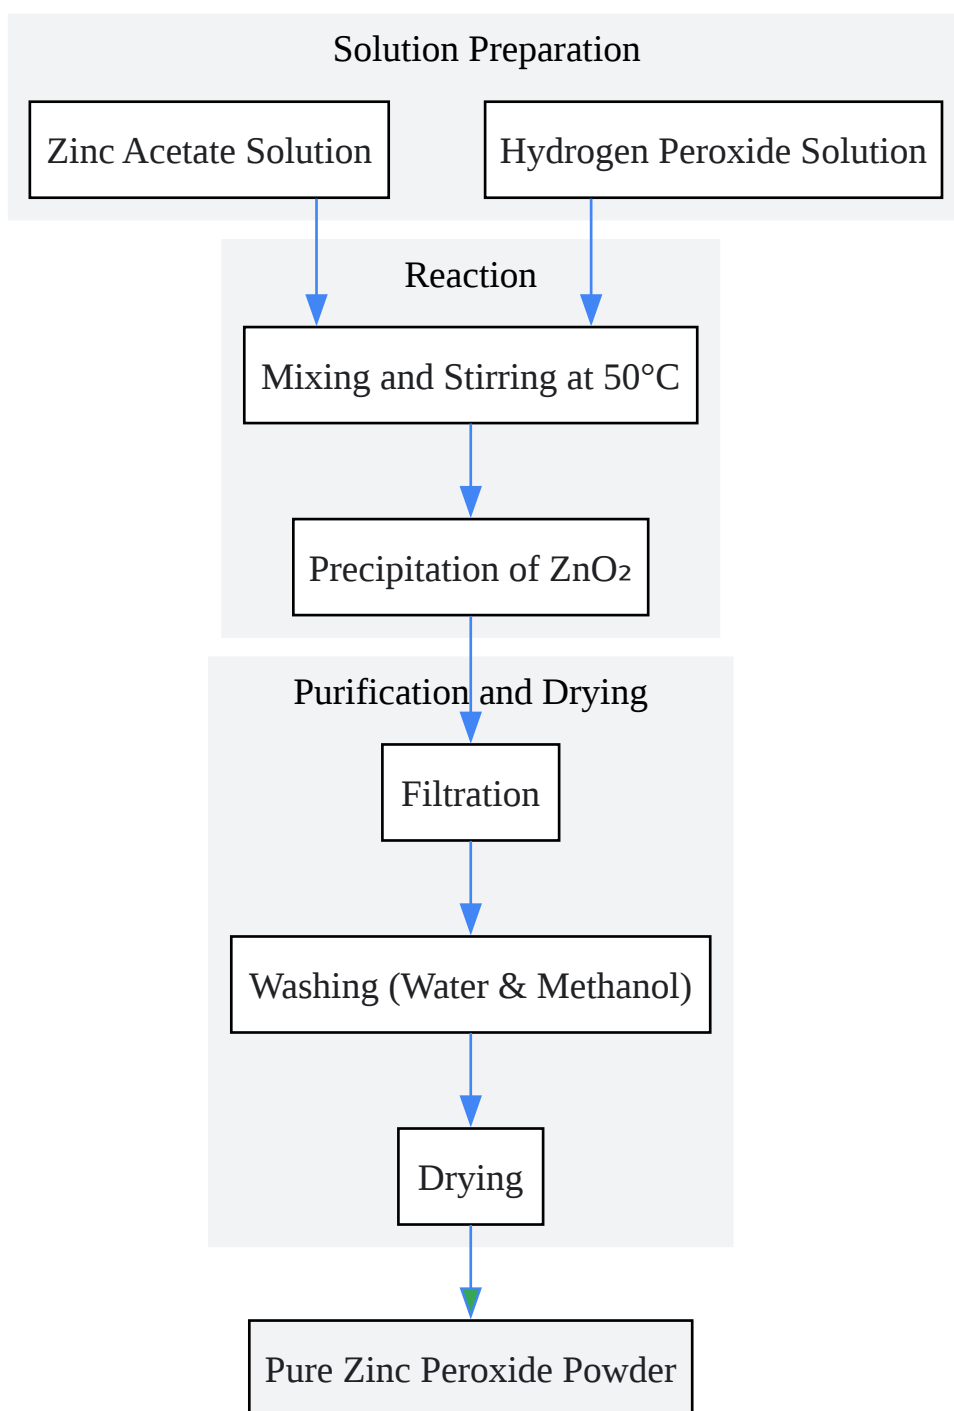 Solution Preparation
Zinc Acetate Solution
Hydrogen Peroxide Solution
Reaction
Mixing and Stirring at 50°C
Precipitation of ZnO₂
Purification and Drying
Filtration
Washing (Water & Methanol)
Drying
Pure Zinc Peroxide Powder